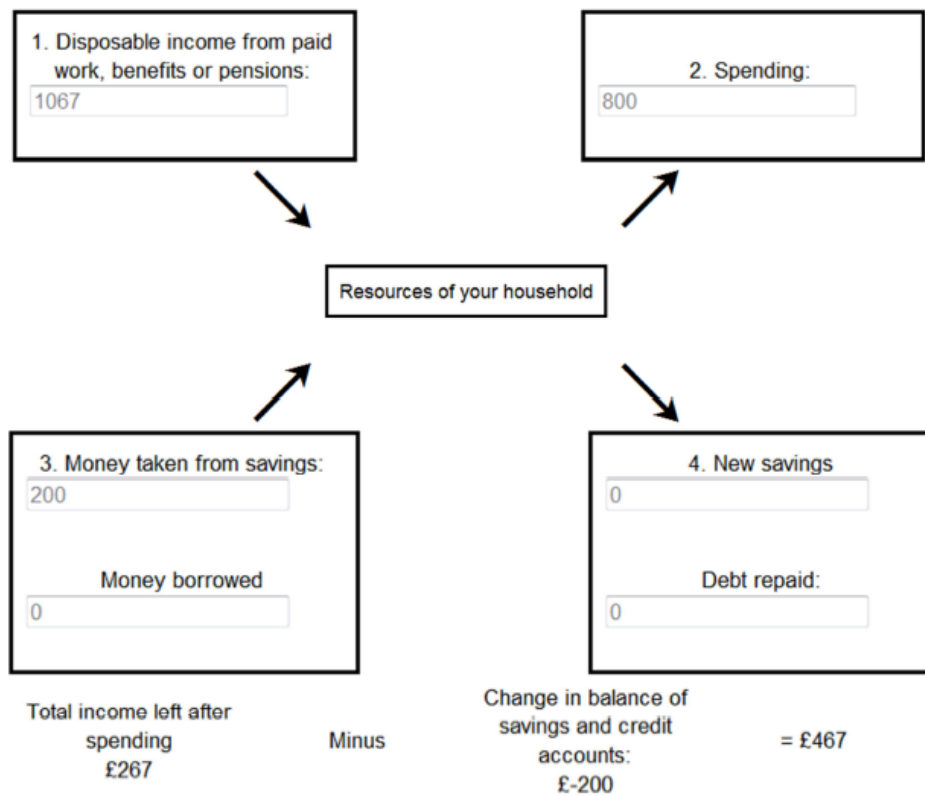 1. Disposable income from paid
work, benefits or pensions:
1067
2. Spending:
800
Resources of your household
3. Money taken from savings:
200
Money borrowed
0
4. New savings
0
Debt repaid:
0
Total income left after
spending
£267
Minus
Change in balance of
savings and credit
accounts:
£-200
= £467